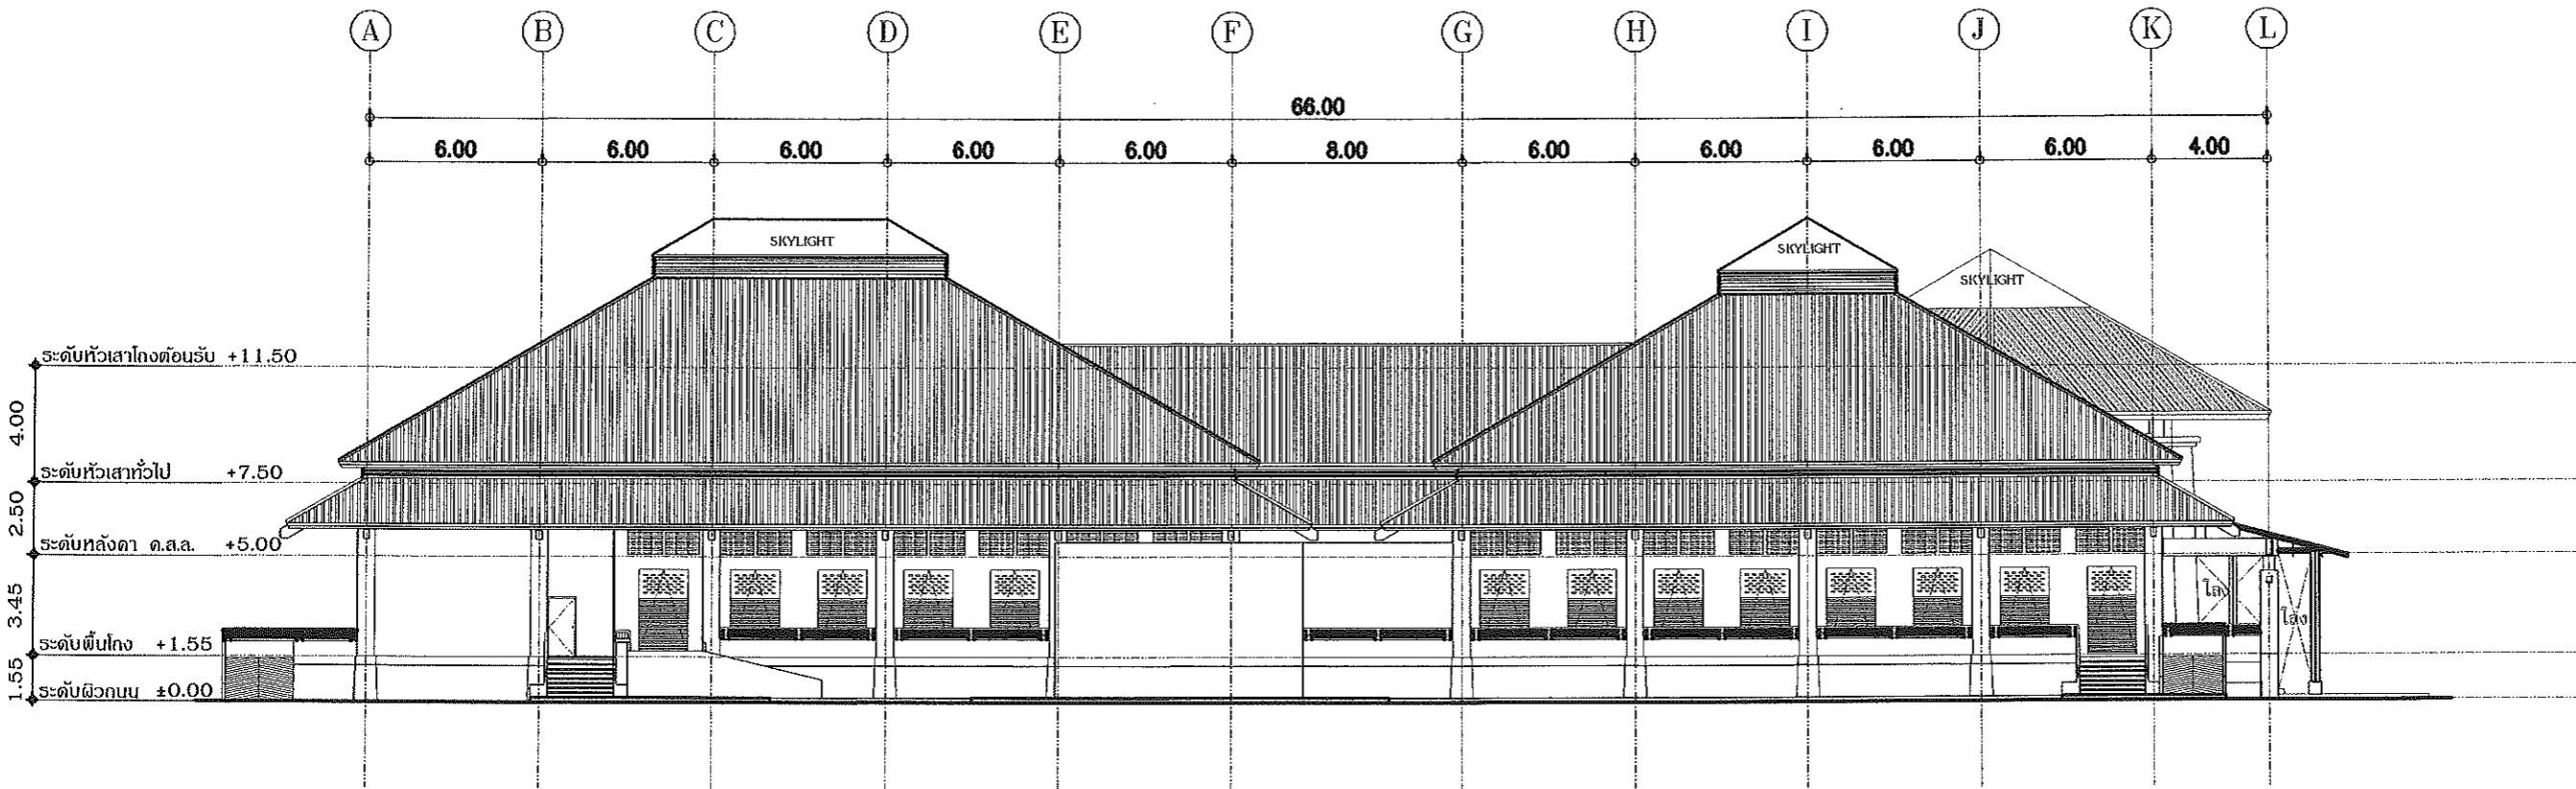 A B C D E F G H I J K L
66.00
6.00 6.00 6.00 6.00 6.00 8.00 6.00 6.00 6.00 6.00 4.00
SKYLIGHT
SKYLIGHT
SKYLIGHT
ระดับหัวเสาโถงต้อนรับ +11.50
4.00
ระดับหัวเสาทั่วไป +7.50
2.50
ระดับหลังคา ค.ส.ล. +5.00
3.45
โล่ง
โล่ง
ระดับพื้นโถง +1.55
1.55
ระดับผิวถนน ±0.00